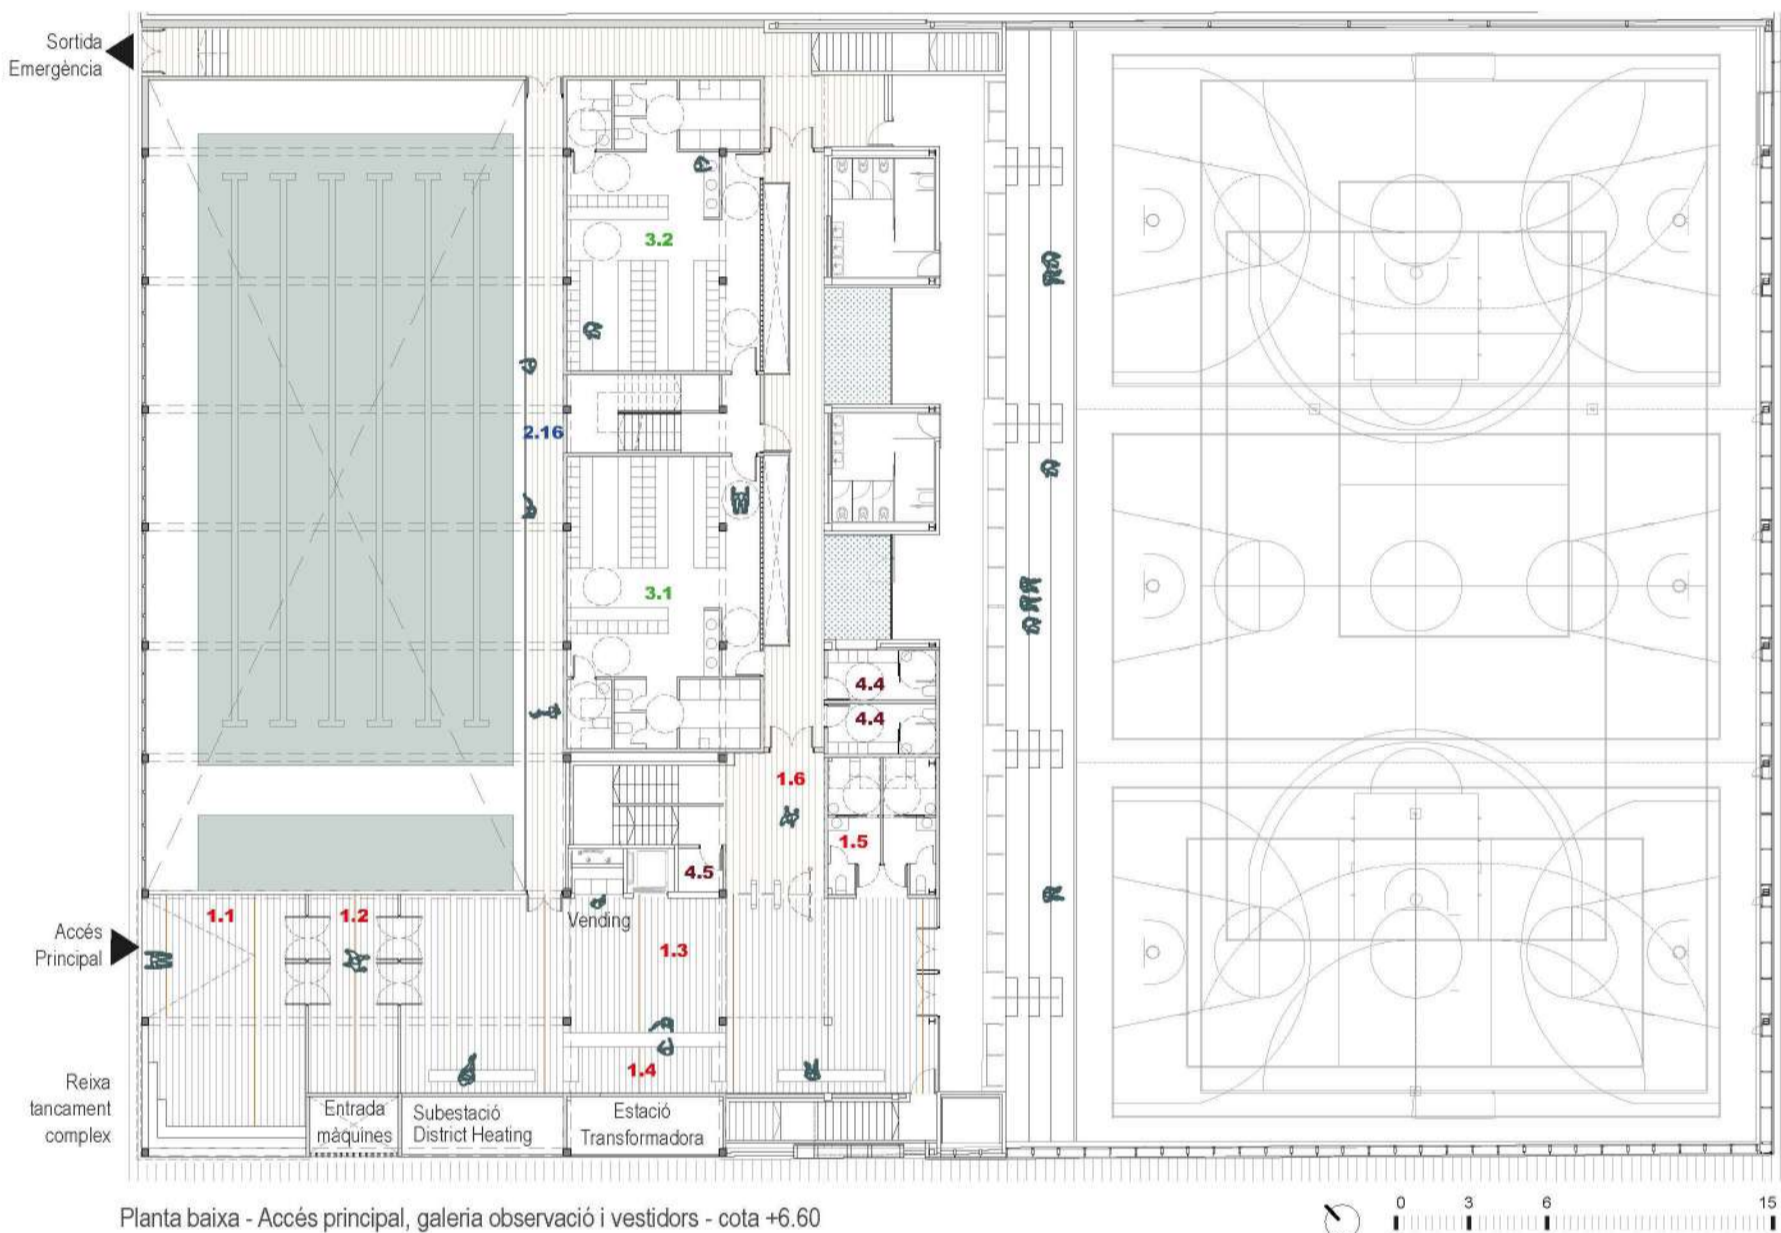 Sortida
Emergència
3.2
2.16
3.1
4.4
4.4
1.6
1.5
4.5
Vending
1.1
1.2
1.3
Accés
Principal
1.4
Reixa
tancament
complex
Entrada
màquines
Subestació
District Heating
Estació
Transformadora
Planta baixa - Accés principal, galeria observació i vestidors - cota +6.60
0 3 6 15